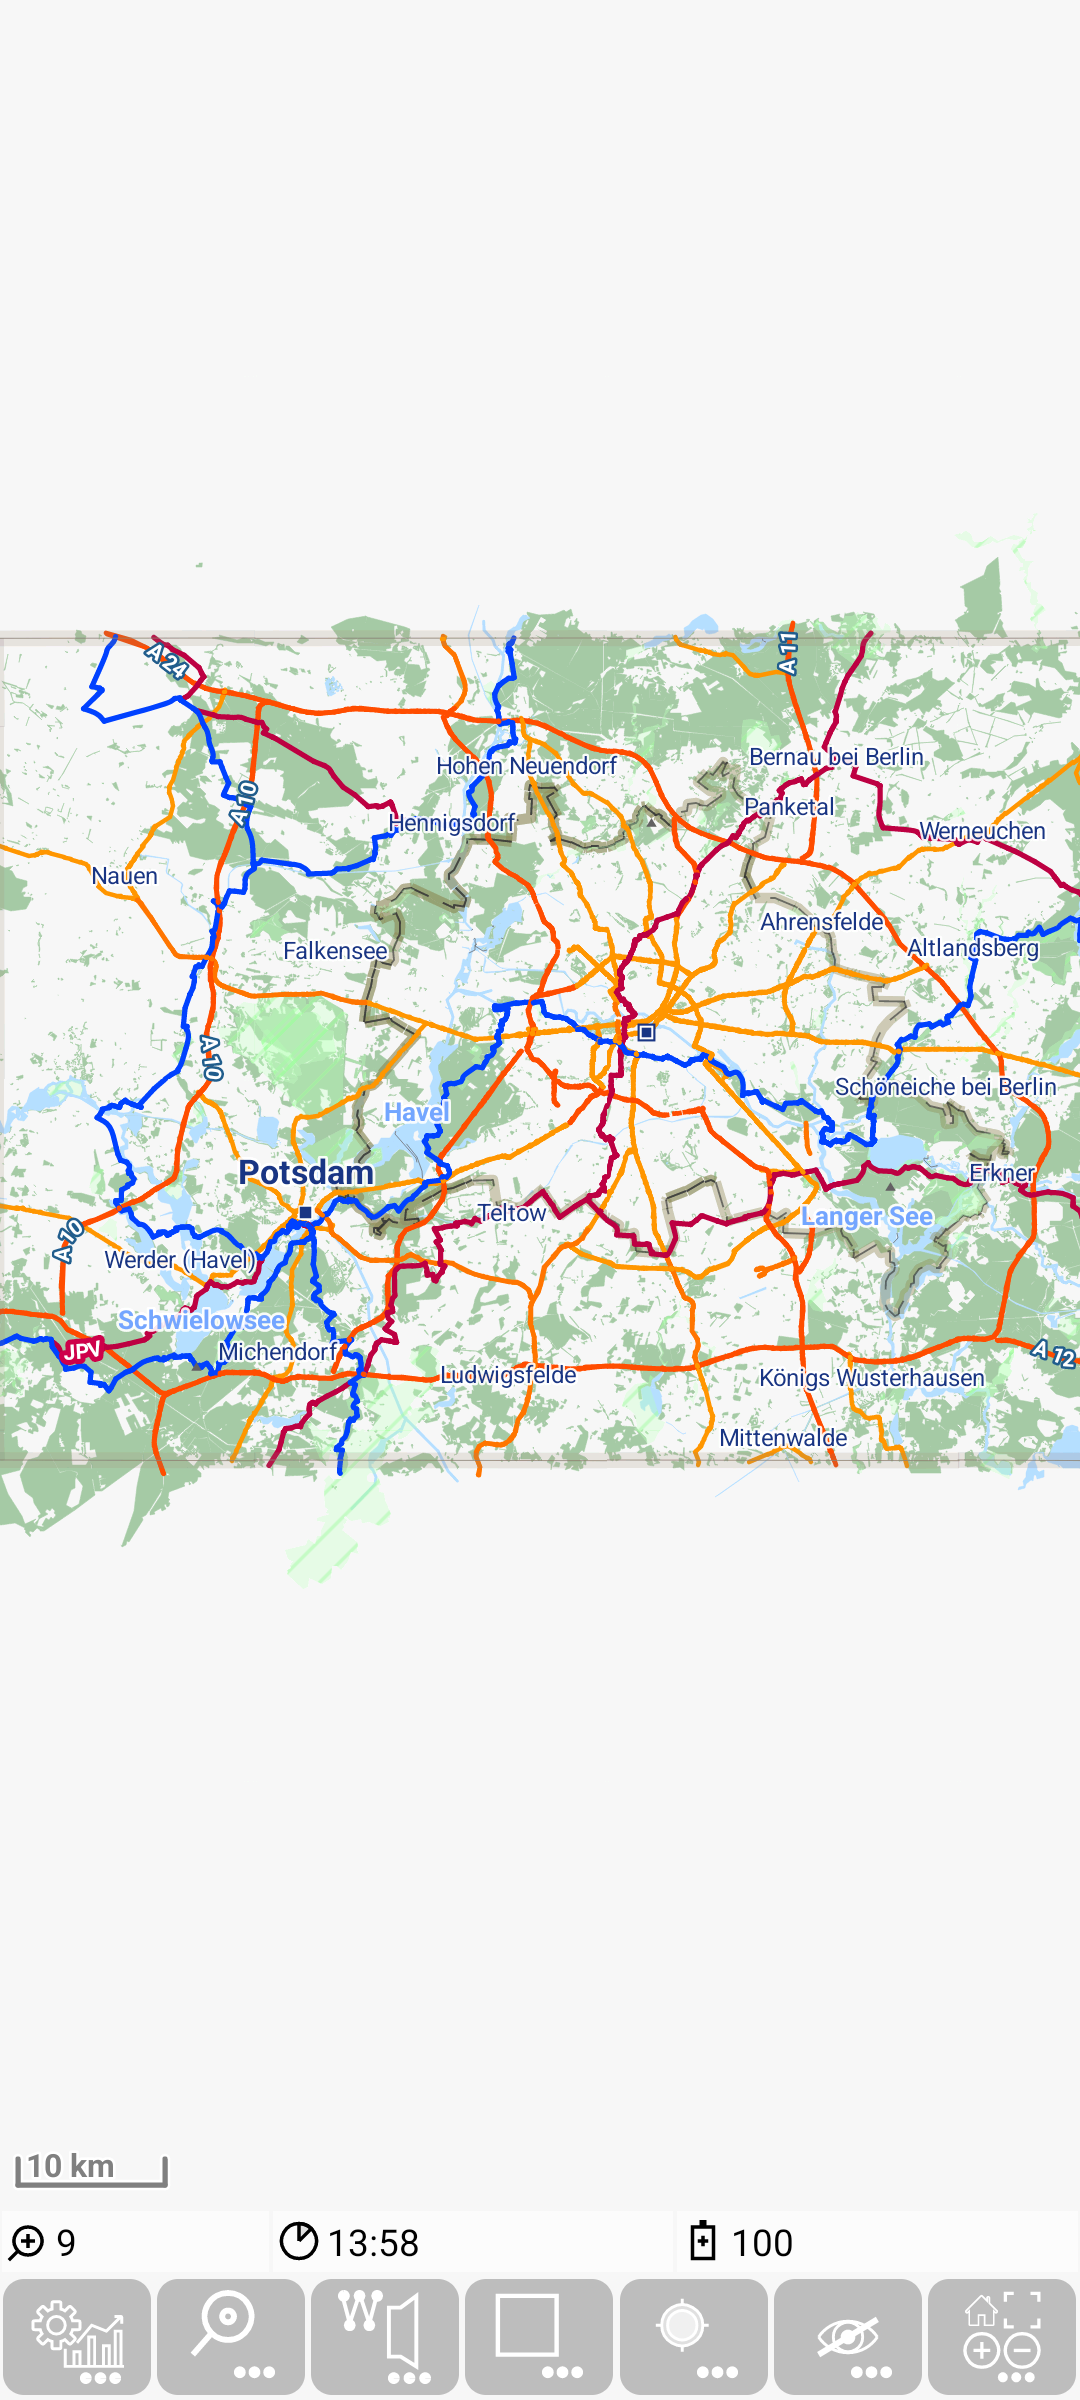 A 24
A 11
Hohen Neuendorf
Bernau bei Berlin
A 10
Panketal
Hennigsdorf
Werneuchen
Nauen
Ahrensfelde
Falkensee
Altlandsberg
A 10
Schöneiche bei Berlin
Havel
Potsdam
Erkner
Teltow
Langer See
A 10
Werder (Havel)
Schwielowsee
JPV
Michendorf
A 12
Ludwigsfelde
Königs Wusterhausen
Mittenwalde
10 km
9
13:58
100
W